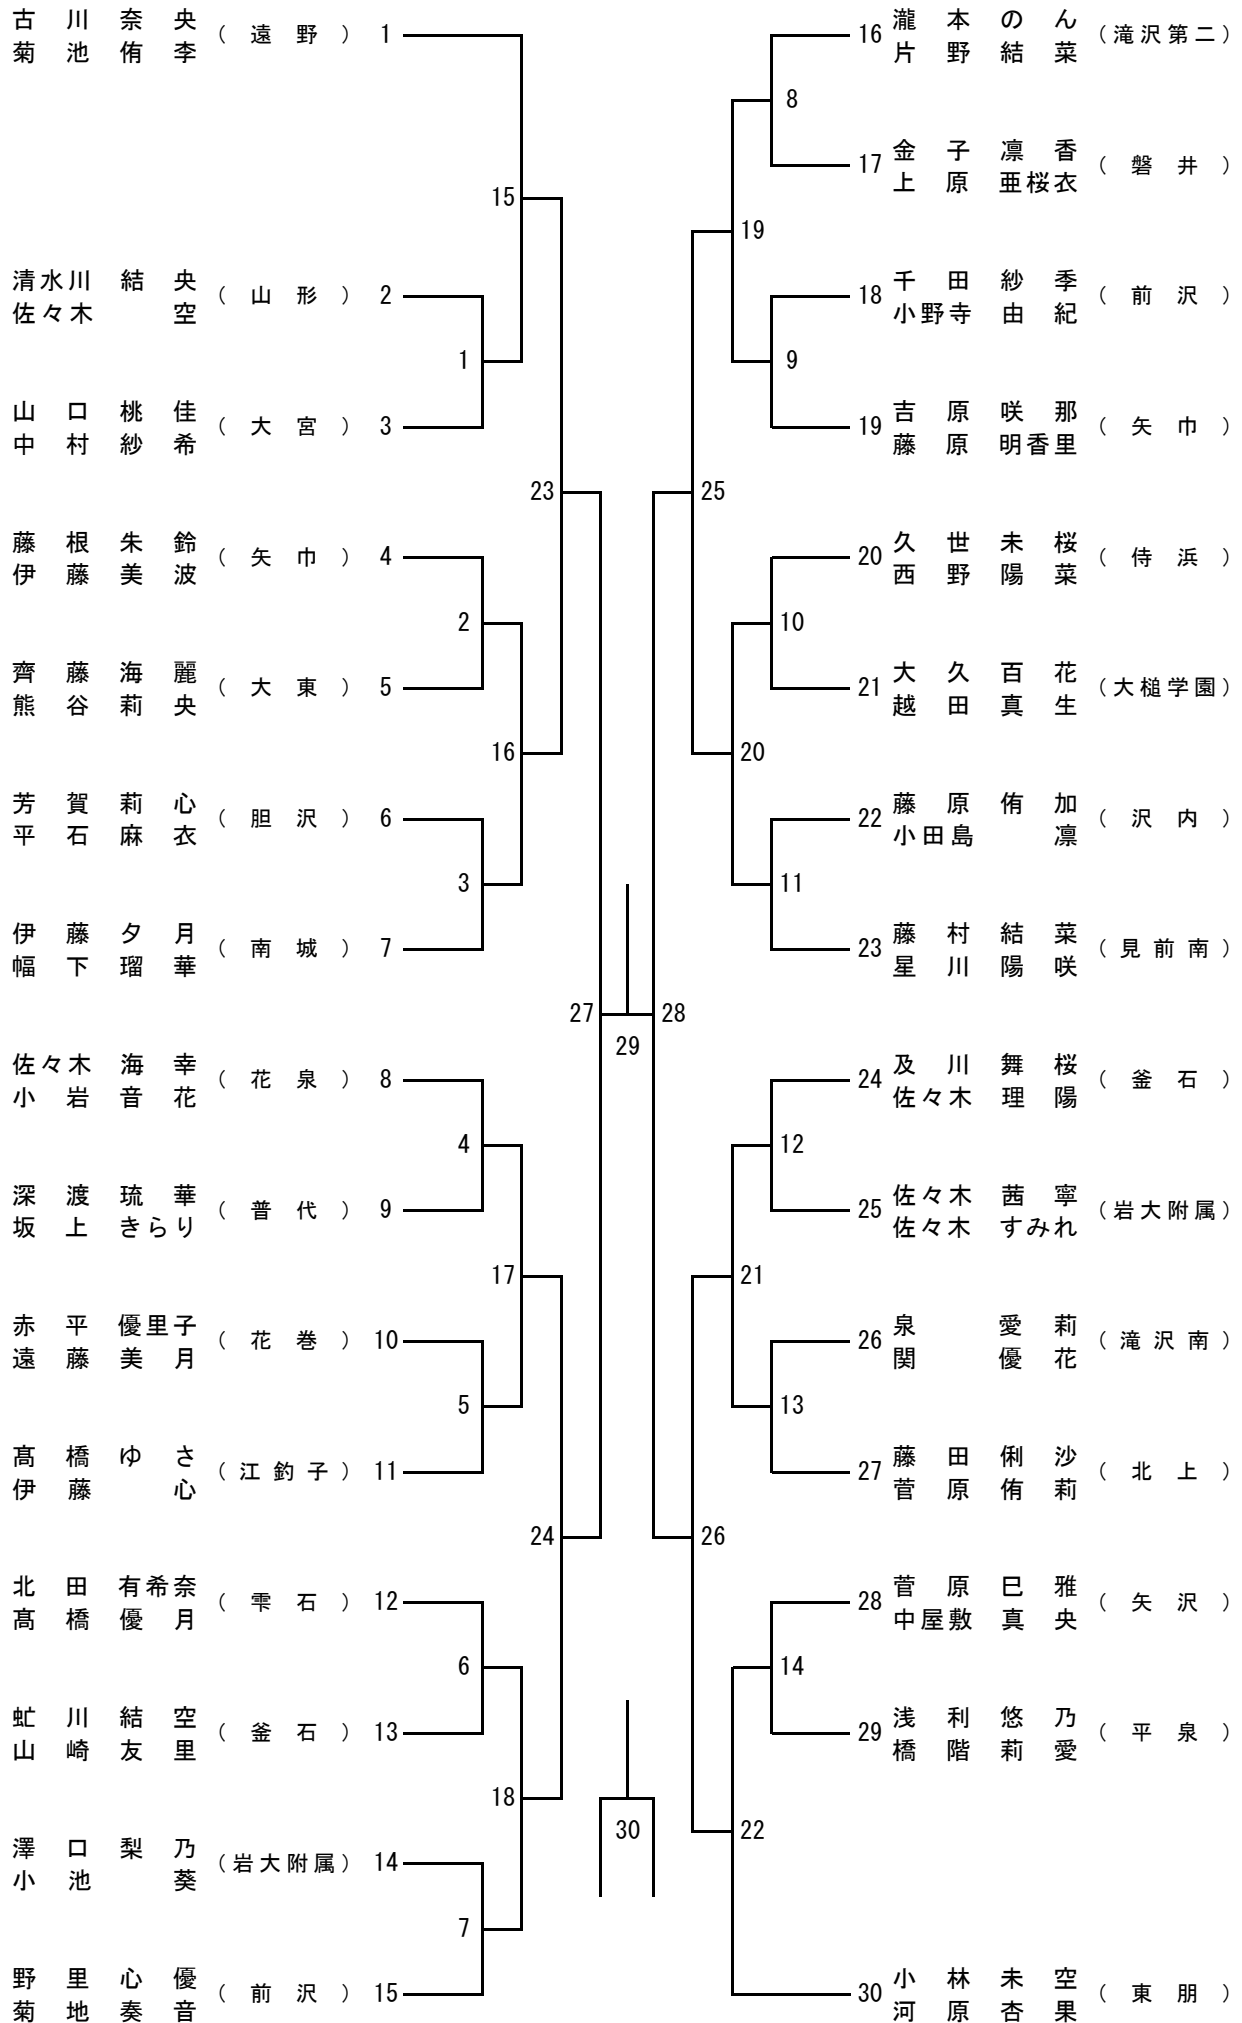 古川奈央
菊池侑李
（遠野）
1
清水川結央
佐々木空
（山形）
2
山口桃佳
中村紗希
（大宮）
3
藤根朱鈴
伊藤美波
（矢巾）
4
齊藤海麗
熊谷莉央
（大東）
5
芳賀莉心
平石麻衣
（胆沢）
6
伊藤夕月
幅下瑠華
（南城）
7
佐々木海幸
小岩音花
（花泉）
8
深渡琉華
坂上きらり
（普代）
9
赤平優里子
遠藤美月
（花巻）
10
髙橋ゆさ
伊藤心
（江釣子）
11
北田有希奈
髙橋優月
（雫石）
12
虻川結空
山崎友里
（釜石）
13
澤口梨乃
小池葵
（岩大附属）
14
野里心優
菊地奏音
（前沢）
15
1
2
3
4
5
6
7
15
16
17
18
23
24
27
29
30
28
25
26
19
20
21
22
8
9
10
11
12
13
14
16
瀧本のん
片野結菜
（滝沢第二）
17
金子凛香
上原亜桜衣
（磐井）
18
千田紗季
小野寺由紀
（前沢）
19
吉原咲那
藤原明香里
（矢巾）
20
久世未桜
西野陽菜
（侍浜）
21
大久百花
越田真生
（大槌学園）
22
藤原侑加
小田島凛
（沢内）
23
藤村結菜
星川陽咲
（見前南）
24
及川舞桜
佐々木理陽
（釜石）
25
佐々木茜寧
佐々木すみれ
（岩大附属）
26
泉愛莉
関優花
（滝沢南）
27
藤田俐沙
菅原侑莉
（北上）
28
菅原巳雅
中屋敷真央
（矢沢）
29
浅利悠乃
橋階莉愛
（平泉）
30
小林未空
河原杏果
（東朋）